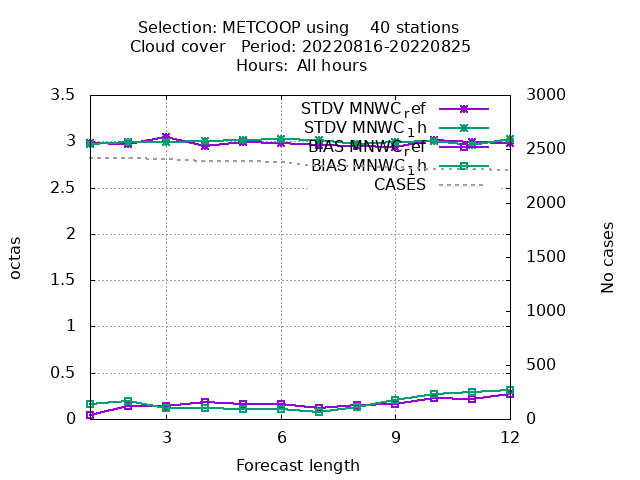 Selection: METCOOP using 40 stations
Cloud cover Period: 20220816-20220825
Hours: All hours
3.5
3
2.5
2
1.5
1
0.5
0
3000
2500
2000
1500
1000
500
0
octas
No cases
STDV MNWC_ref
STDV MNWC_1h
BIAS MNWC_ref
BIAS MNWC_1h
CASES
3 6 9 12
Forecast length